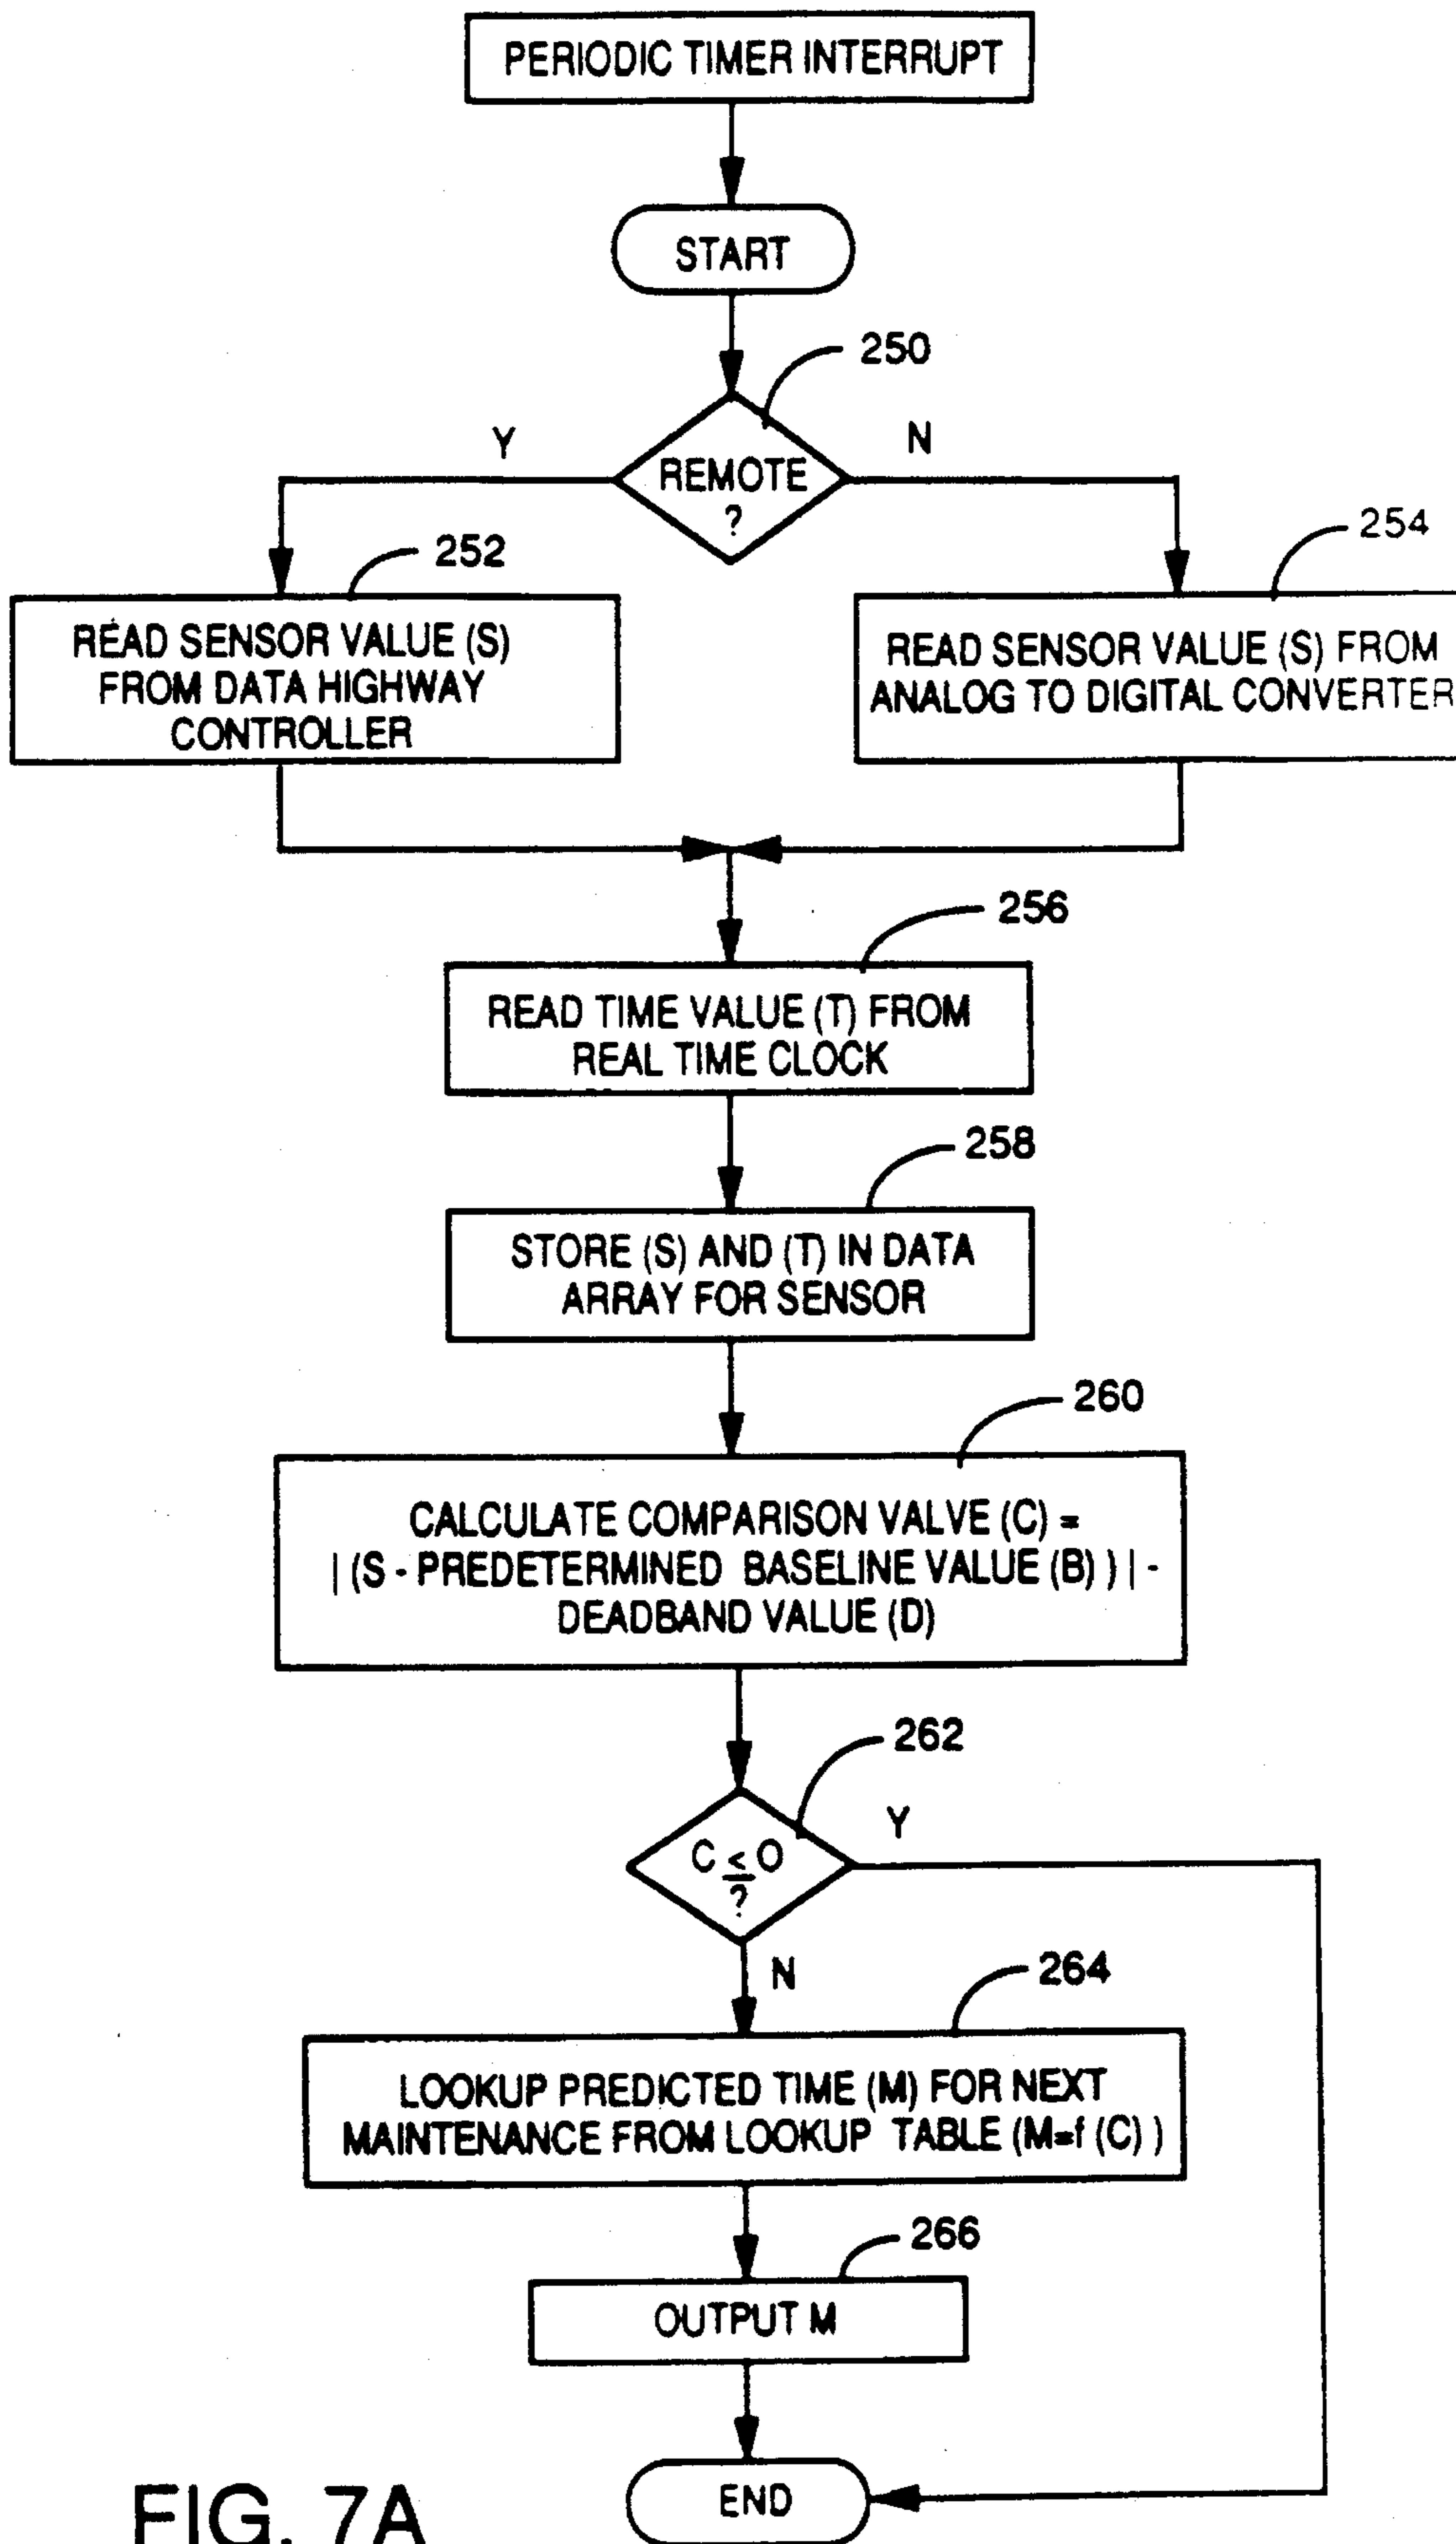 PERIODIC TIMER INTERRUPT
START
250
Y
N
REMOTE
?
252
254
READ SENSOR VALUE (S)
FROM DATA HIGHWAY
CONTROLLER
READ SENSOR VALUE (S) FROM
ANALOG TO DIGITAL CONVERTER
256
READ TIME VALUE (T) FROM
REAL TIME CLOCK
258
STORE (S) AND (T) IN DATA
ARRAY FOR SENSOR
260
CALCULATE COMPARISON VALVE (C) =
| (S - PREDETERMINED BASELINE VALUE (B) ) | -
DEADBAND VALUE (D)
262
Y
C ≤ O
?
N
264
LOOKUP PREDICTED TIME (M) FOR NEXT
MAINTENANCE FROM LOOKUP TABLE (M=f (C) )
266
OUTPUT M
END
FIG. 7A